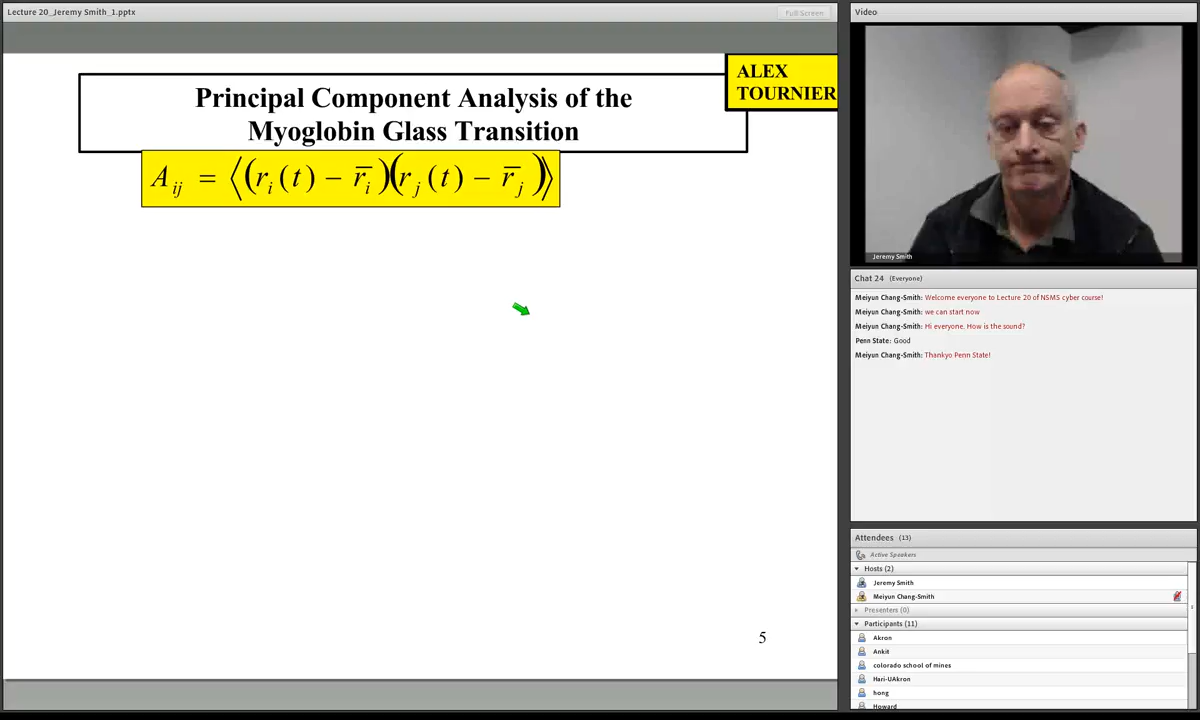 Lecture 20_Jeremy Smith_1.pptx
Full Screen
ALEX
TOURNIER
Principal Component Analysis of the
Myoglobin Glass Transition
A_{ij} = ⟨(r_i(t) − r̅_i)(r_j(t) − r̅_j)⟩
5
Video
Jeremy Smith
Chat 24 (Everyone)
Meiyun Chang-Smith: Welcome everyone to Lecture 20 of NSMS cyber course!
Meiyun Chang-Smith: we can start now
Meiyun Chang-Smith: Hi everyone. How is the sound?
Penn State: Good
Meiyun Chang-Smith: Thankyo Penn State!
Attendees (13)
Active Speakers
Hosts (2)
Jeremy Smith
Meiyun Chang-Smith
Presenters (0)
Participants (11)
Akron
Ankit
colorado school of mines
Hari-UAkron
hong
Howard